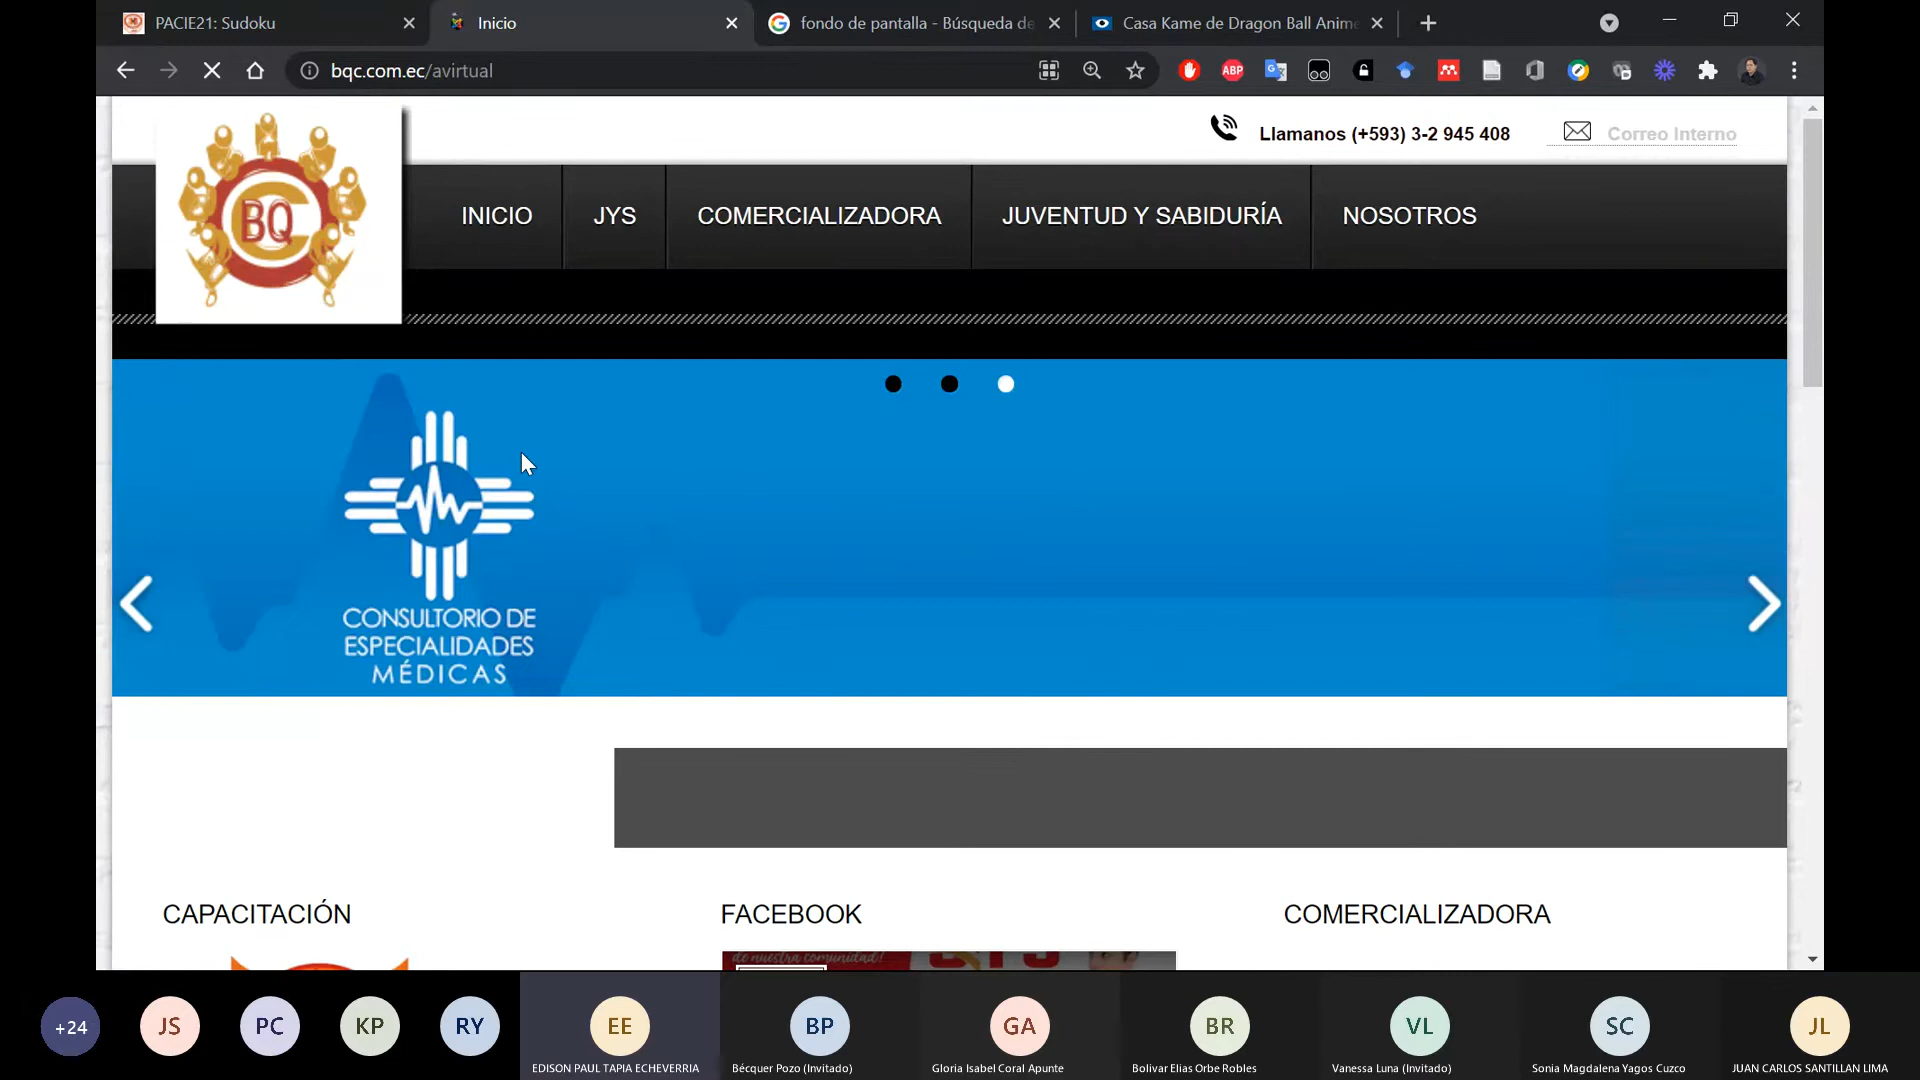 PACIE21: Sudoku
Inicio
fondo de pantalla - Búsqueda de
Casa Kame de Dragon Ball Anime
bqc.com.ec/avirtual
ABP
Llamanos (+593) 3-2 945 408
Correo Interno
BQ
INICIO
JYS
COMERCIALIZADORA
JUVENTUD Y SABIDURÍA
NOSOTROS
CONSULTORIO DE
ESPECIALIDADES
MÉDICAS
CAPACITACIÓN
FACEBOOK
COMERCIALIZADORA
de nuestra comunidad!
+24
JS
PC
KP
RY
EE
BP
GA
BR
VL
SC
JL
EDISON PAUL TAPIA ECHEVERRIA
Bécquer Pozo (Invitado)
Gloria Isabel Coral Apunte
Bolivar Elias Orbe Robles
Vanessa Luna (Invitado)
Sonia Magdalena Yagos Cuzco
JUAN CARLOS SANTILLAN LIMA